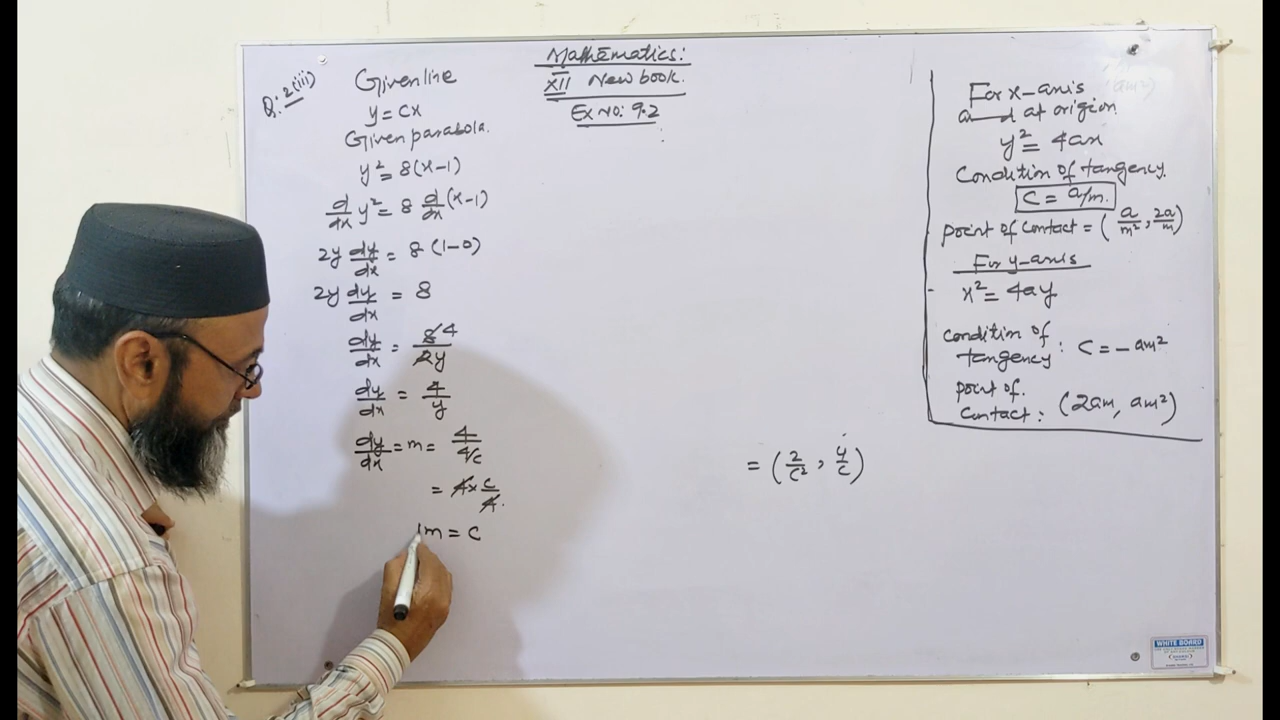 Mathematics:
XII New book.
Ex No: 9.2
Q: 2(iii)
Given line
y = cx
Given parabola.
y² = 8(x-1)
d/dx y² = 8 d/dx (x-1)
2y dy/dx = 8 (1-0)
2y dy/dx = 8
dy/dx = 8 4/2y
dy/dx = 4/y
dy/dx = m = 4/4/c
= 4 x c/4.
m = c
= (2/c², 4/c)
For x-axis
and at origion
y² = 4ax
Condition of tangency.
C = a/m.
point of Contact = (a/m², 2a/m)
For y-axis
x² = 4ay
condition of
tangency : C = -am²
point of.
Contact : (2am, am²)
WHITE BOARD